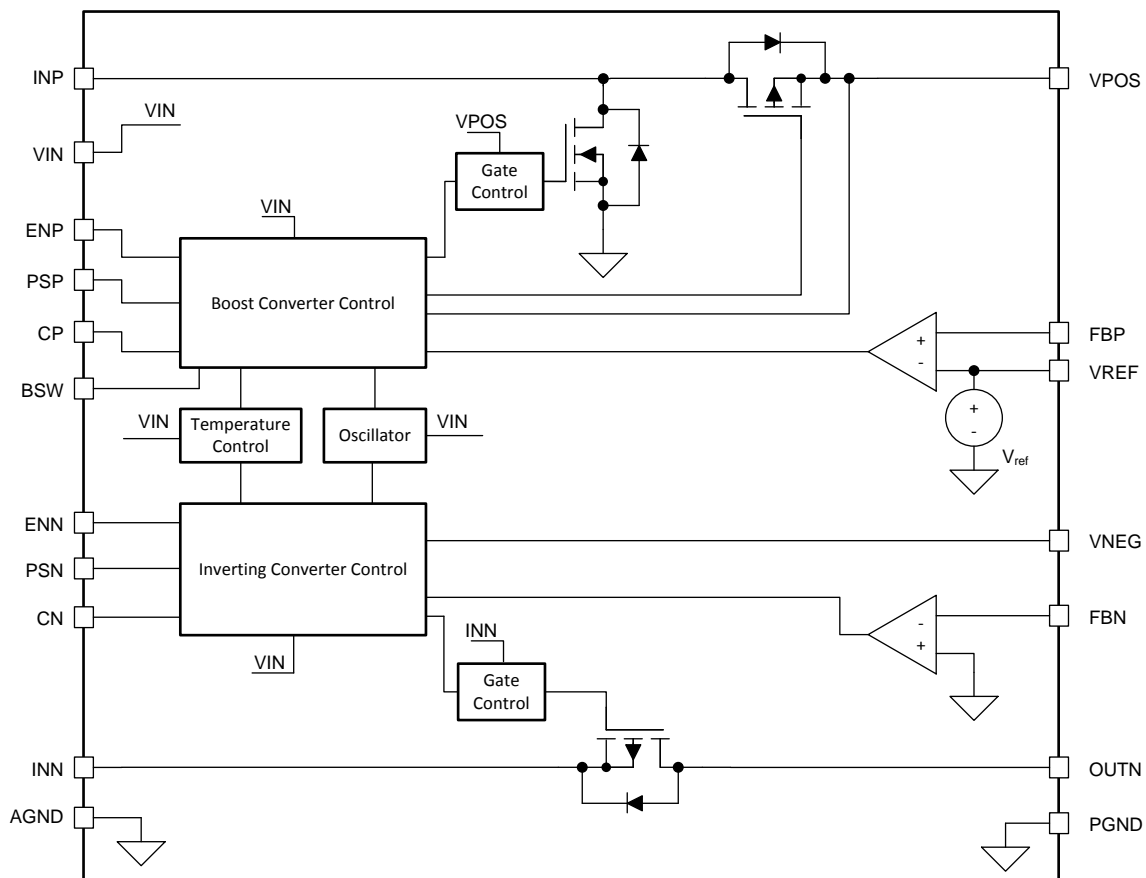 INP
VPOS
VIN
VIN
VPOS
Gate
Control
ENP
VIN
PSP
Boost Converter Control
CP
FBP
+
-
VREF
BSW
VIN
Temperature
Control
Oscillator
VIN
+
-
Vref
ENN
VNEG
PSN
Inverting Converter Control
CN
FBN
-
+
VIN
INN
Gate
Control
INN
OUTN
AGND
PGND